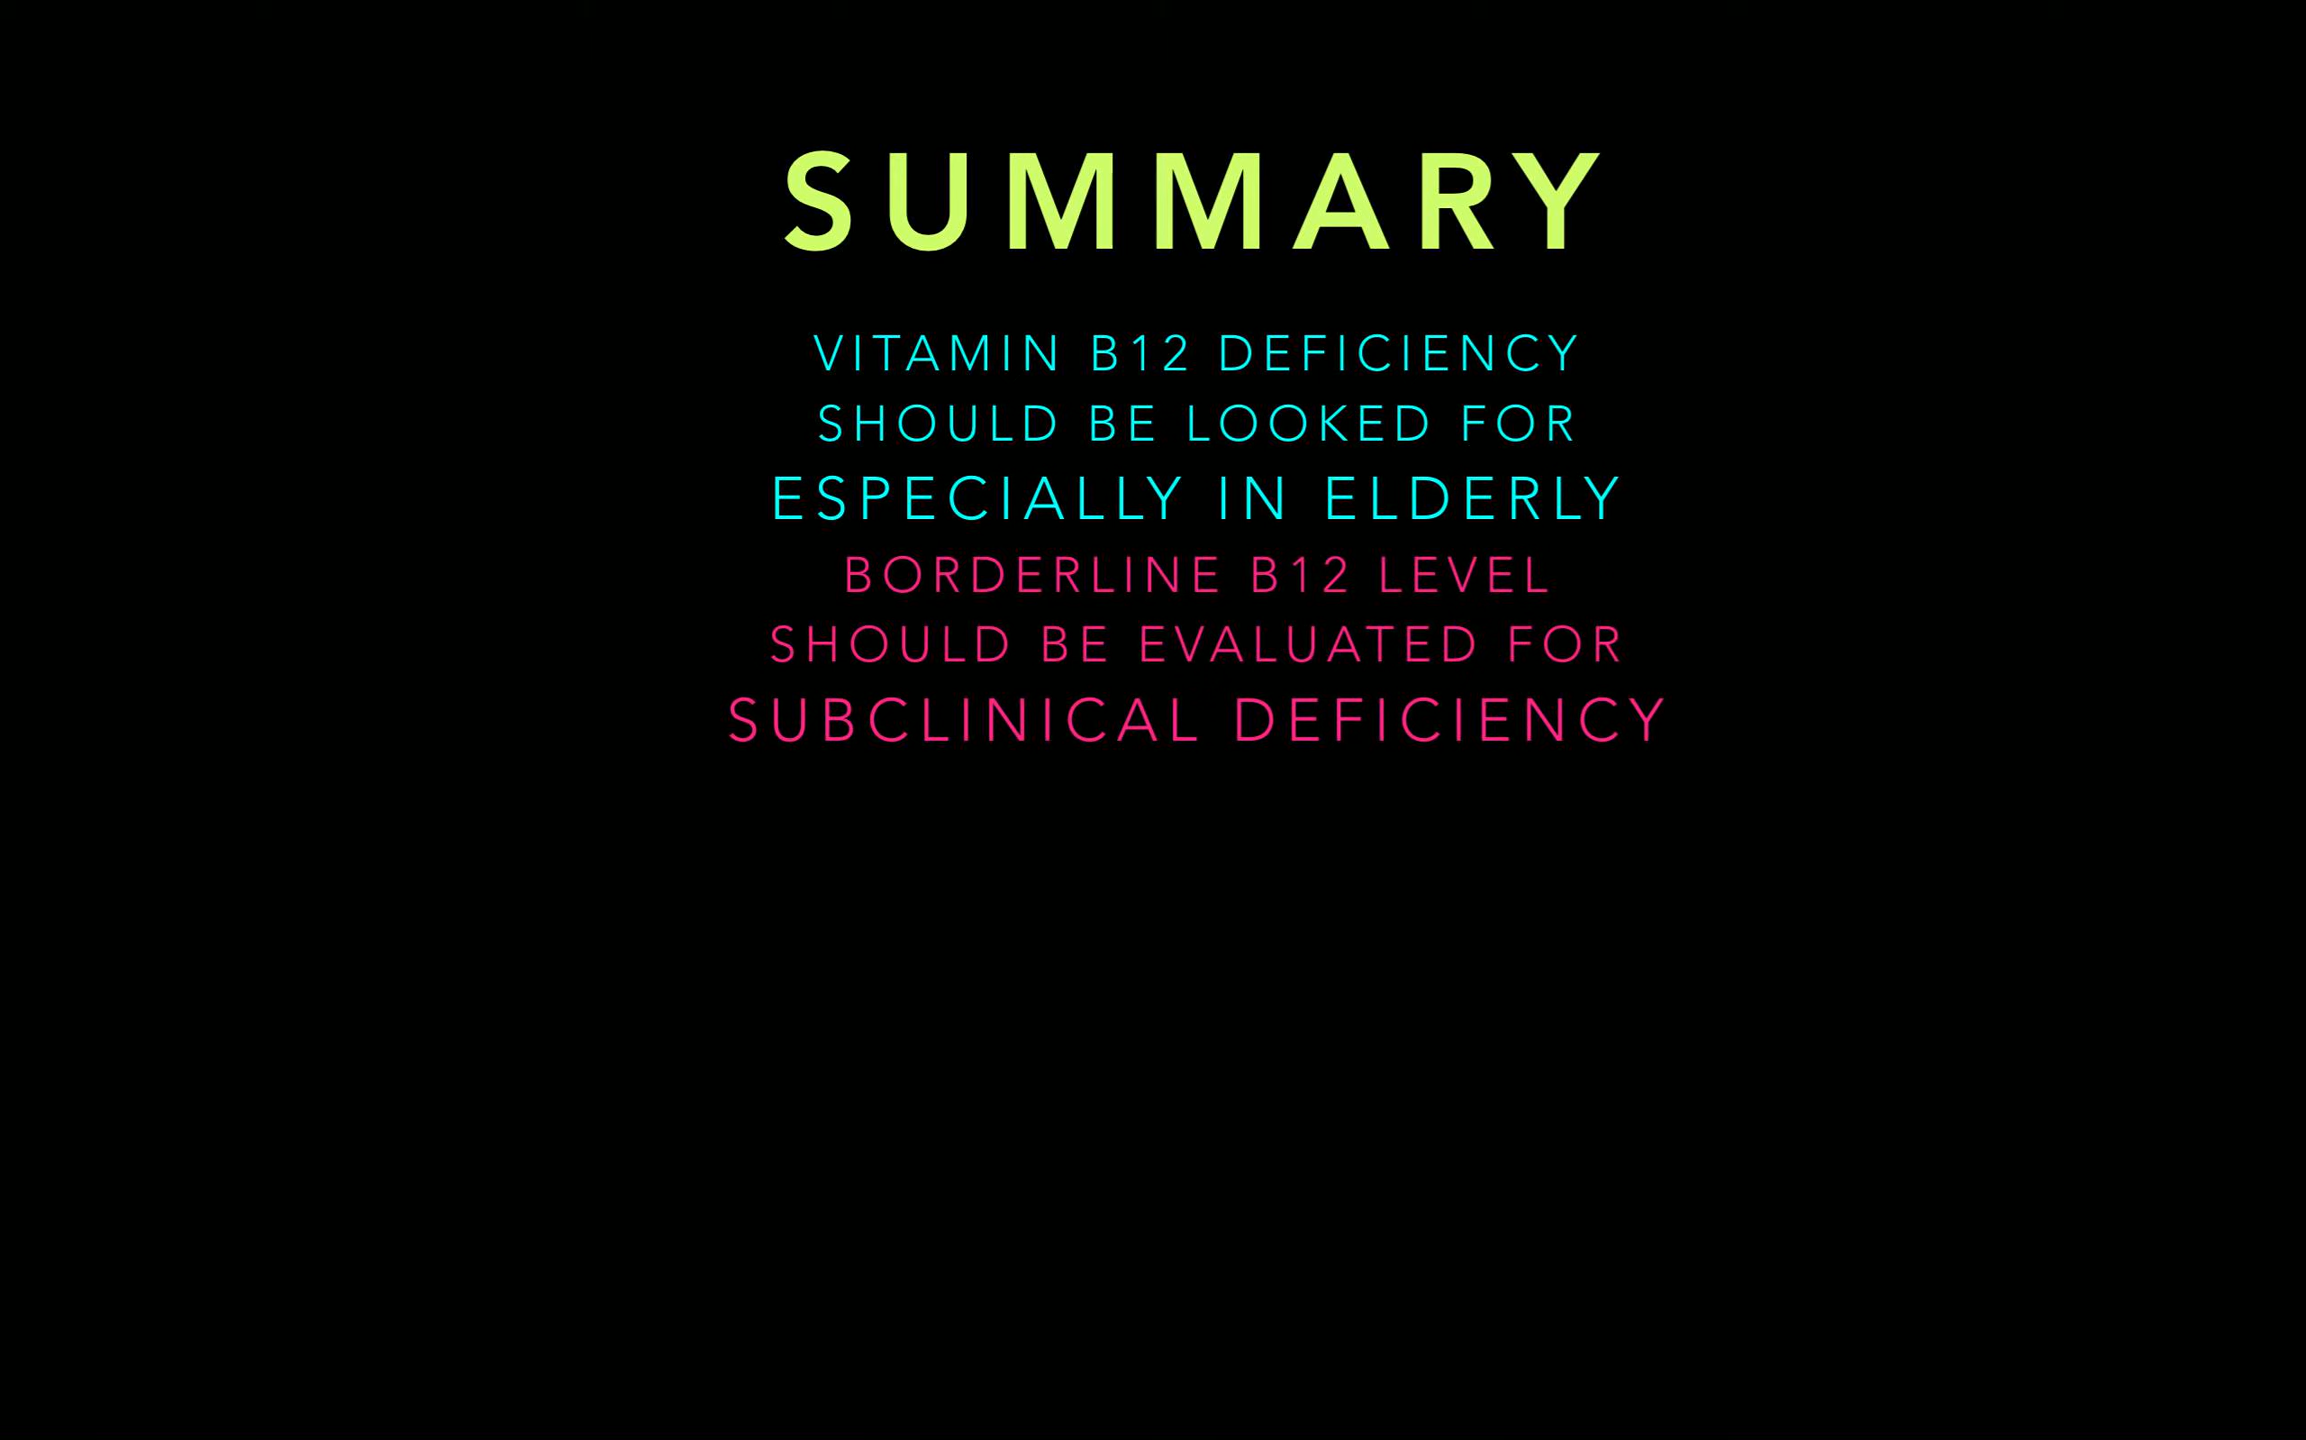 SUMMARY
VITAMIN B12 DEFICIENCY
SHOULD BE LOOKED FOR
ESPECIALLY IN ELDERLY
BORDERLINE B12 LEVEL
SHOULD BE EVALUATED FOR
SUBCLINICAL DEFICIENCY